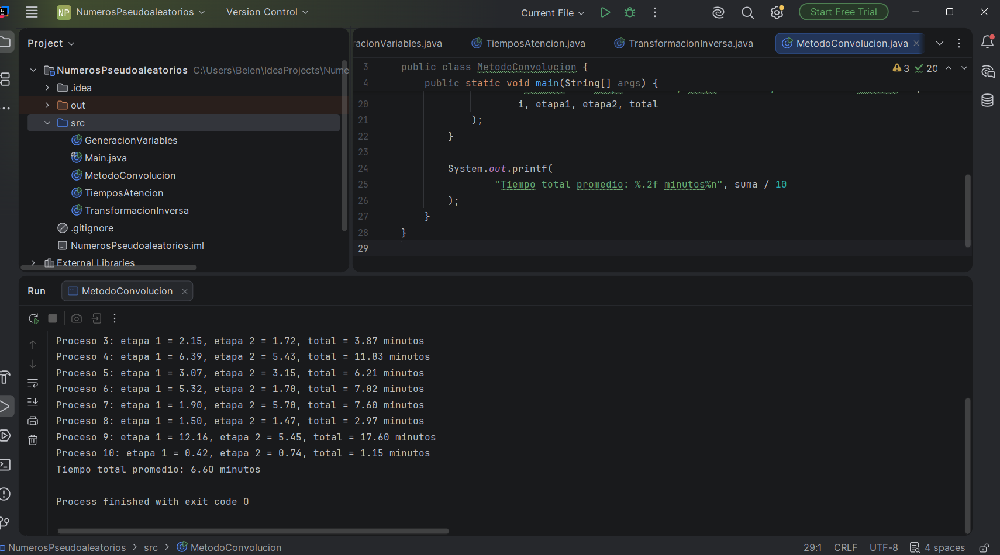 NP NumerosPseudoaleatorios
Version Control
Current File
Start Free Trial
Project
NumerosPseudoaleatorios C:\Users\Belen\IdeaProjects\Nume
.idea
out
src
GeneracionVariables
Main.java
MetodoConvolucion
TiemposAtencion
TransformacionInversa
.gitignore
NumerosPseudoaleatorios.iml
External Libraries
acionVariables.java
TiemposAtencion.java
TransformacionInversa.java
MetodoConvolucion.java
3 20
3 public class MetodoConvolucion {
4 public static void main(String[] args) {
20 i, etapa1, etapa2, total
21 );
22 }
23
24 System.out.printf(
25 "Tiempo total promedio: %.2f minutos%n", suma / 10
26 );
27 }
28 }
29
Run
MetodoConvolucion
Proceso 3: etapa 1 = 2.15, etapa 2 = 1.72, total = 3.87 minutos
Proceso 4: etapa 1 = 6.39, etapa 2 = 5.43, total = 11.83 minutos
Proceso 5: etapa 1 = 3.07, etapa 2 = 3.15, total = 6.21 minutos
Proceso 6: etapa 1 = 5.32, etapa 2 = 1.70, total = 7.02 minutos
Proceso 7: etapa 1 = 1.90, etapa 2 = 5.70, total = 7.60 minutos
Proceso 8: etapa 1 = 1.50, etapa 2 = 1.47, total = 2.97 minutos
Proceso 9: etapa 1 = 12.16, etapa 2 = 5.45, total = 17.60 minutos
Proceso 10: etapa 1 = 0.42, etapa 2 = 0.74, total = 1.15 minutos
Tiempo total promedio: 6.60 minutos
Process finished with exit code 0
NumerosPseudoaleatorios > src > MetodoConvolucion
29:1 CRLF UTF-8 4 spaces